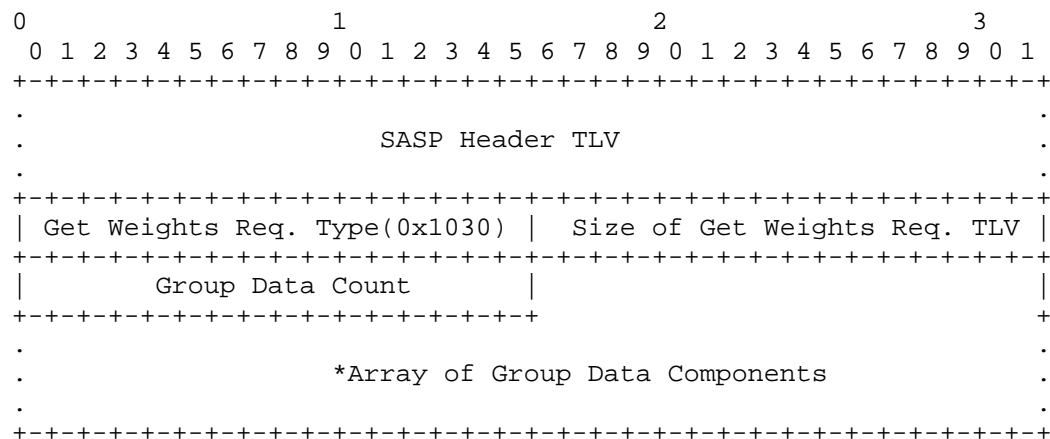 0                   1                   2                   3
 0 1 2 3 4 5 6 7 8 9 0 1 2 3 4 5 6 7 8 9 0 1 2 3 4 5 6 7 8 9 0 1
+-+-+-+-+-+-+-+-+-+-+-+-+-+-+-+-+-+-+-+-+-+-+-+-+-+-+-+-+-+-+-+-+
.                                                               .
.                      SASP Header TLV                          .
.                                                               .
+-+-+-+-+-+-+-+-+-+-+-+-+-+-+-+-+-+-+-+-+-+-+-+-+-+-+-+-+-+-+-+-+
| Get Weights Req. Type(0x1030) |  Size of Get Weights Req. TLV |
+-+-+-+-+-+-+-+-+-+-+-+-+-+-+-+-+-+-+-+-+-+-+-+-+-+-+-+-+-+-+-+-+
|        Group Data Count       |                               |
+-+-+-+-+-+-+-+-+-+-+-+-+-+-+-+-+                               +
.                                                               .
.                   *Array of Group Data Components             .
.                                                               .
+-+-+-+-+-+-+-+-+-+-+-+-+-+-+-+-+-+-+-+-+-+-+-+-+-+-+-+-+-+-+-+-+